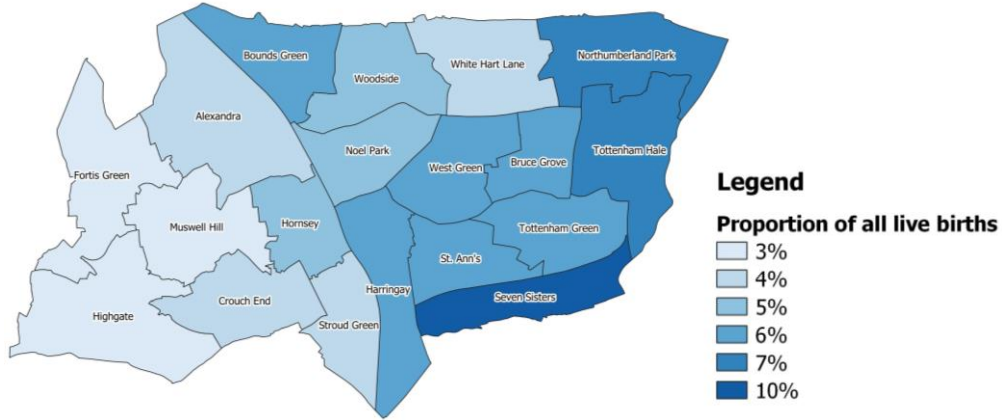 Bounds Green
Woodside
White Hart Lane
Northumberland Park
Alexandra
Noel Park
Tottenham Hale
Fortis Green
West Green
Bruce Grove
Muswell Hill
Hornsey
Tottenham Green
St. Ann's
Crouch End
Harringay
Seven Sisters
Highgate
Stroud Green
Legend
Proportion of all live births
3%
4%
5%
6%
7%
10%